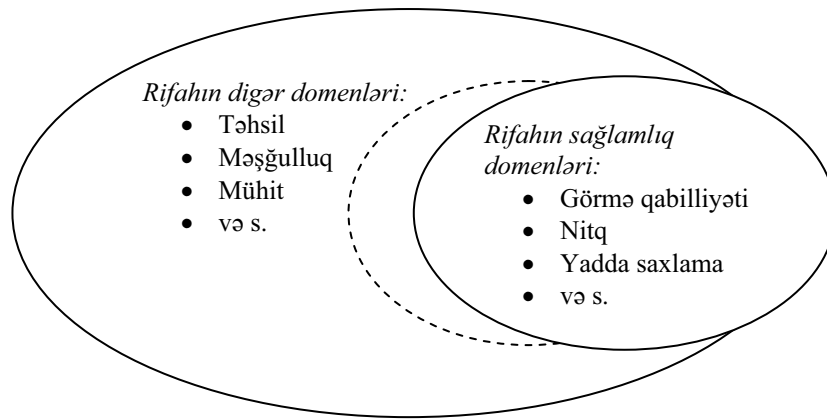 Rifahın digər domenləri:
• Təhsil
• Məşğulluq
• Mühit
• və s.
Rifahın sağlamlıq
domenləri:
• Görmə qabilliyəti
• Nitq
• Yadda saxlama
• və s.